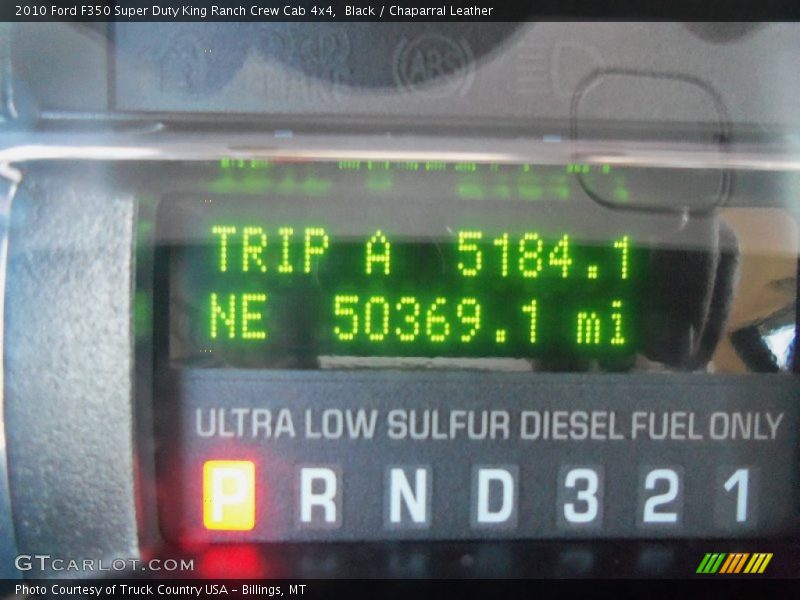 2010 Ford F350 Super Duty King Ranch Crew Cab 4x4,  Black / Chaparral Leather
ABS
TRIP A 5184.1
NE 50369.1 mi
ULTRA LOW SULFUR DIESEL FUEL ONLY
P R N D 3 2 1
GTCARLOT.COM
Photo Courtesy of Truck Country USA - Billings, MT